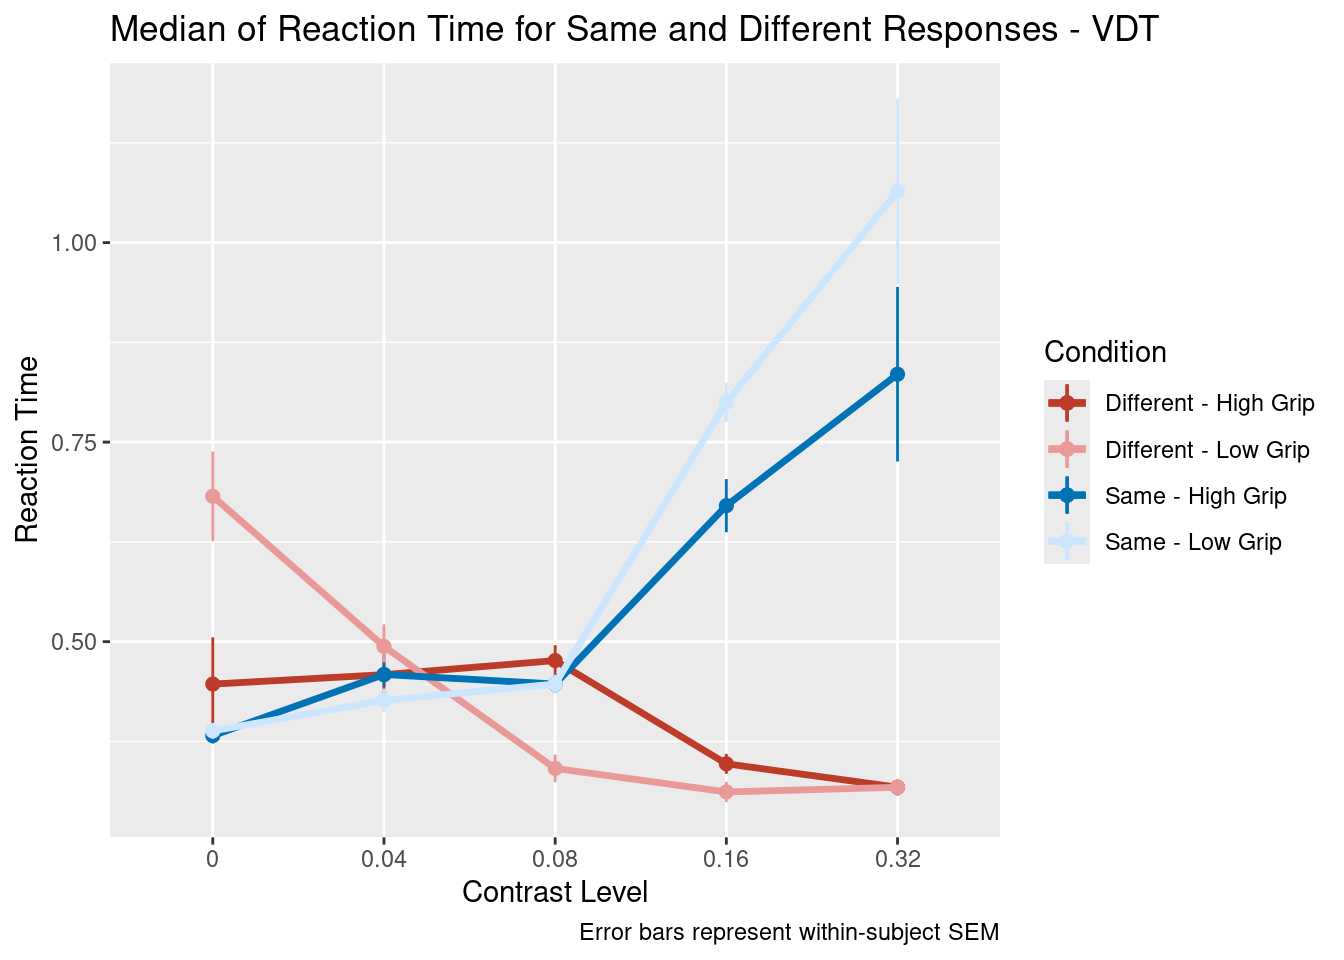 Median of Reaction Time for Same and Different Responses - VDT
Reaction Time
1.00
0.75
0.50
0
0.04
0.08
0.16
0.32
Contrast Level
Error bars represent within-subject SEM
Condition
Different - High Grip
Different - Low Grip
Same - High Grip
Same - Low Grip